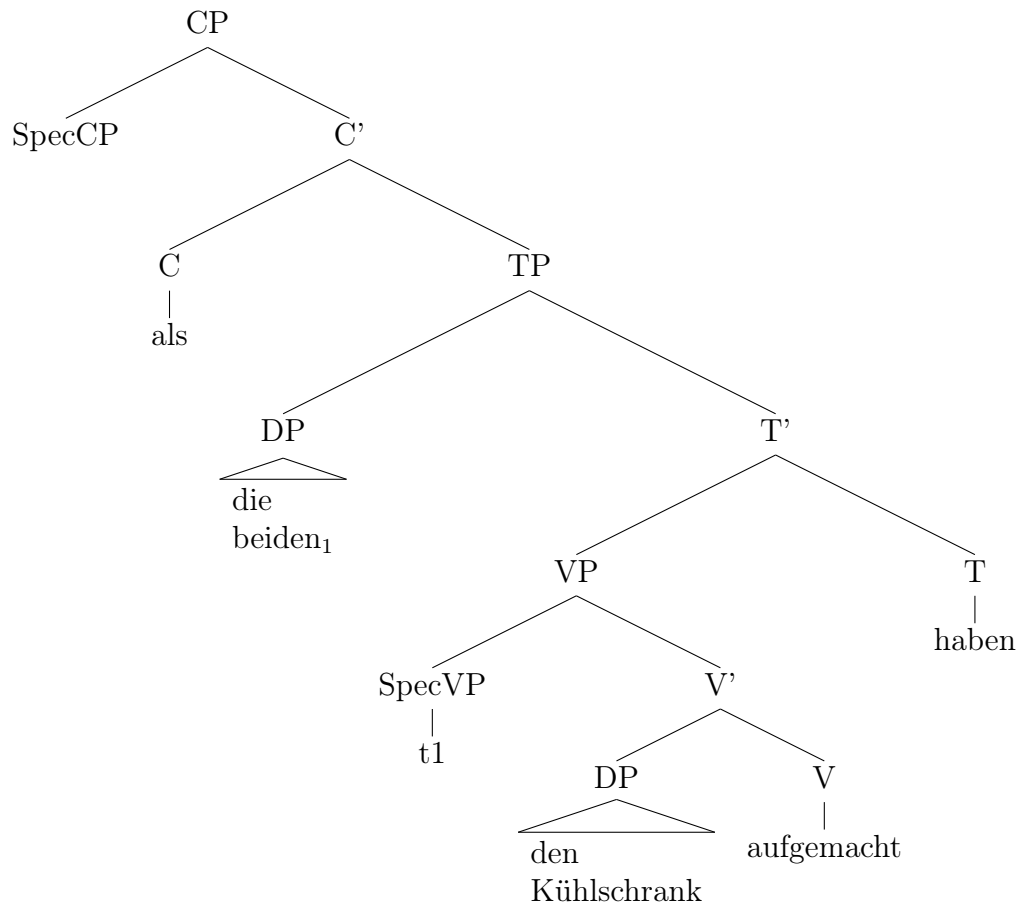 CP
SpecCP C'
C TP
als
DP T'
die
beiden₁
VP T
haben
SpecVP V'
t1
DP V
den aufgemacht
Kühlschrank